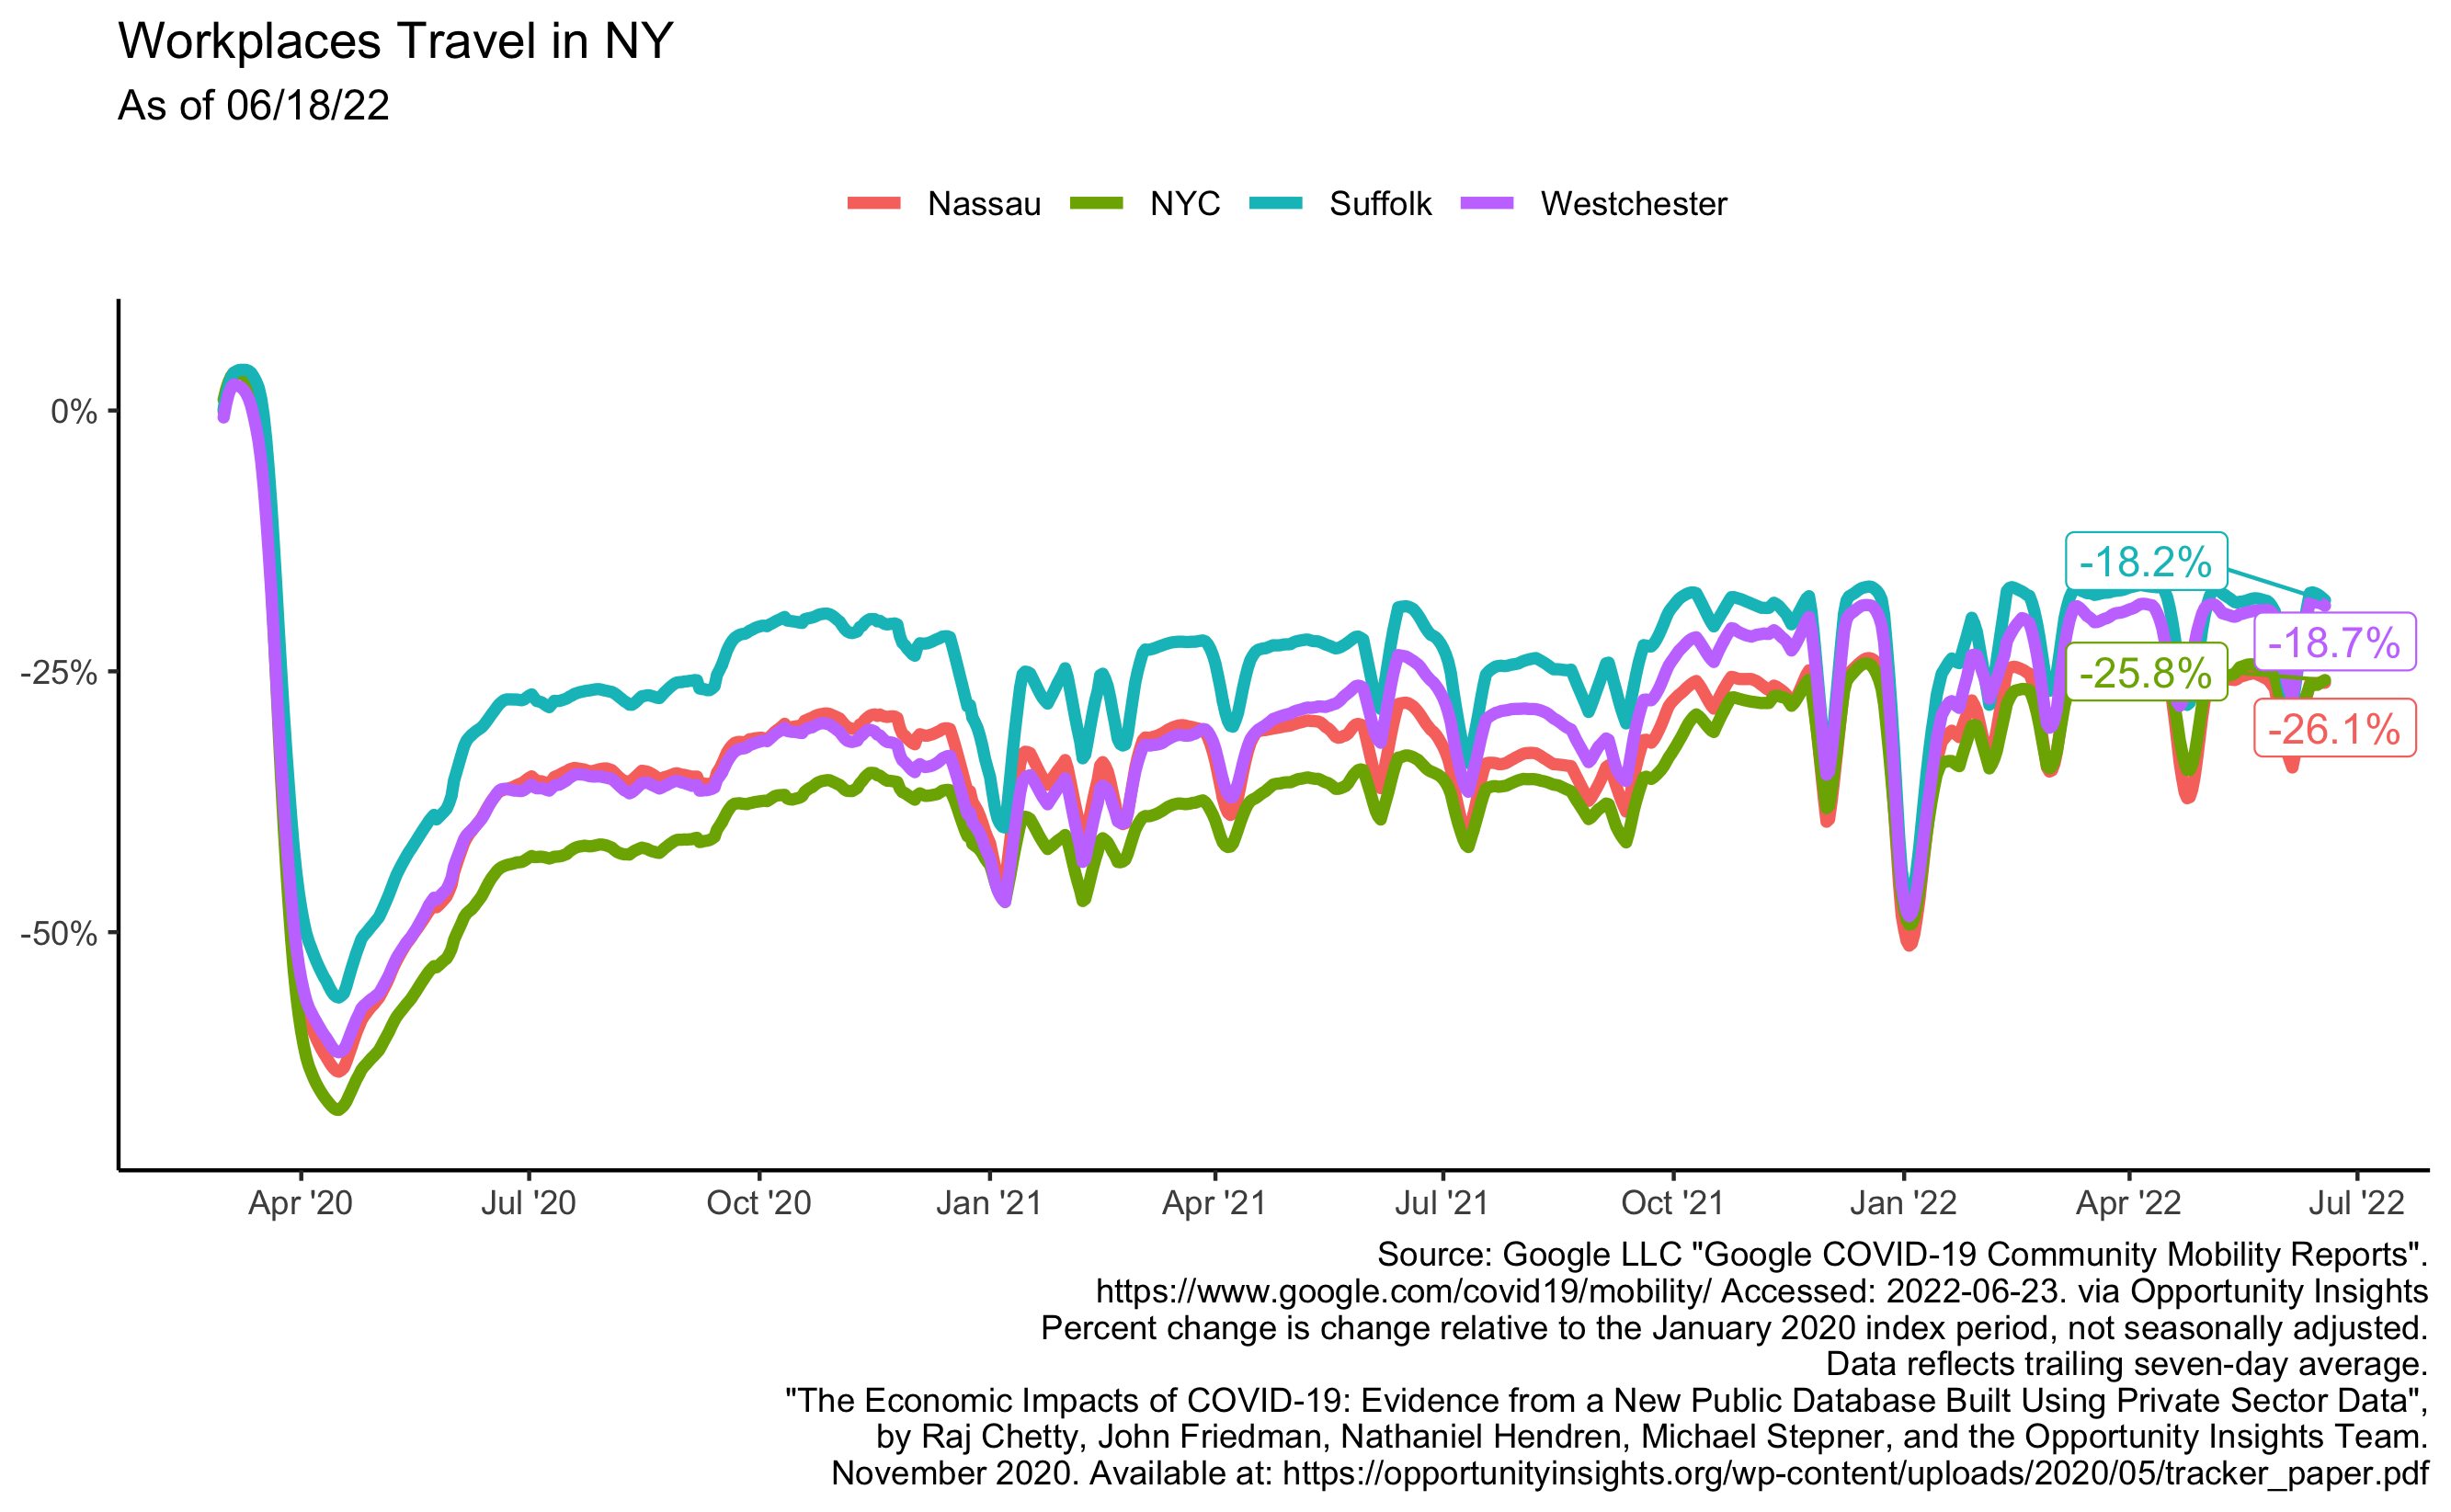 Workplaces Travel in NY
As of 06/18/22
Nassau NYC Suffolk Westchester
0%
-25%
-50%
-18.2%
-18.7%
-25.8%
-26.1%
Apr '20 Jul '20 Oct '20 Jan '21 Apr '21 Jul '21 Oct '21 Jan '22 Apr '22 Jul '22
Source: Google LLC "Google COVID-19 Community Mobility Reports".
https://www.google.com/covid19/mobility/ Accessed: 2022-06-23. via Opportunity Insights
Percent change is change relative to the January 2020 index period, not seasonally adjusted.
Data reflects trailing seven-day average.
"The Economic Impacts of COVID-19: Evidence from a New Public Database Built Using Private Sector Data",
by Raj Chetty, John Friedman, Nathaniel Hendren, Michael Stepner, and the Opportunity Insights Team.
November 2020. Available at: https://opportunityinsights.org/wp-content/uploads/2020/05/tracker_paper.pdf